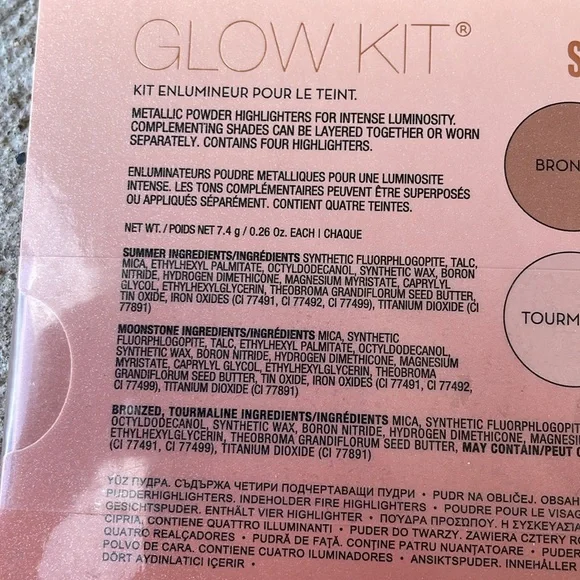 GLOW KIT®
S
KIT ENLUMINEUR POUR LE TEINT.
METALLIC POWDER HIGHLIGHTERS FOR INTENSE LUMINOSITY.
COMPLEMENTING SHADES CAN BE LAYERED TOGETHER OR WORN
SEPARATELY. CONTAINS FOUR HIGHLIGHTERS.
BRON
ENLUMINATEURS POUDRE METALLIQUES POUR UNE LUMINOSITE
INTENSE. LES TONS COMPLÉMENTAIRES PEUVENT ÊTRE SUPERPOSÉS
OU APPLIQUÉS SÉPARÉMENT. CONTIENT QUATRE TEINTES.
NET WT. / POIDS NET 7.4 g / 0.26 Oz. EACH | CHAQUE
SUMMER INGREDIENTS/INGRÉDIENTS SYNTHETIC FLUORPHLOGOPITE, TALC,
MICA, ETHYLHEXYL PALMITATE, OCTYLDODECANOL, SYNTHETIC WAX, BORON
NITRIDE, HYDROGEN DIMETHICONE, MAGNESIUM MYRISTATE, CAPRYLYL
GLYCOL, ETHYLHEXYLGLYCERIN, THEOBROMA GRANDIFLORUM SEED BUTTER,
TIN OXIDE, IRON OXIDES (CI 77491, CI 77492, CI 77499), TITANIUM DIOXIDE (CI
77891)
TOURM
MOONSTONE INGREDIENTS/INGRÉDIENTS MICA, SYNTHETIC
FLUORPHLOGOPITE, TALC, ETHYLHEXYL PALMITATE, OCTYLDODECANOL,
SYNTHETIC WAX, BORON NITRIDE, HYDROGEN DIMETHICONE, MAGNESIUM
MYRISTATE, CAPRYLYL GLYCOL, ETHYLHEXYLGLYCERIN, THEOBROMA
GRANDIFLORUM SEED BUTTER, TIN OXIDE, IRON OXIDES (CI 77491, CI 77492,
CI 77499), TITANIUM DIOXIDE (CI 77891)
BRONZED, TOURMALINE INGREDIENTS/INGRÉDIENTS MICA, SYNTHETIC FLUORPHLOGOPITE
OCTYLDODECANOL, SYNTHETIC WAX, BORON NITRIDE, HYDROGEN DIMETHICONE, MAGNESI
ETHYLHEXYLGLYCERIN, THEOBROMA GRANDIFLORUM SEED BUTTER, MAY CONTAIN/PEUT C
(CI 77491, CI 77499), TITANIUM DIOXIDE (CI 77891)
YÜZ ПУДРА. СЪДЪРЖА ЧЕТИРИ ПОДЧЕРТАВАЩИ ПУДРИ • PUDR NA OBLIČEJ. OBSAH
PUDDERHIGHLIGHTERS. INDEHOLDER FIRE HIGHLIGHTERS • POUDRE POUR LE VISAG
GESICHTSPUDER. ENTHÄLT VIER HIGHLIGHTER • ΠΟΥΔΡΑ ΠΡΟΣΩΠΟΥ. Η ΣΥΣΚΕΥΑΣΙΑ
CIPRIA, CONTIENE QUATTRO ILLUMINANTI • PUDER DO TWARZY. ZAWIERA CZTERY RO
QUATRO REALÇADORES • PUDRĂ DE FAȚĂ. CONȚINE PATRU NUANȚATOARE • PUDER
POLVO DE CARA. CONTIENE CUATRO ILUMINADORES • ANSIKTSPUDER. INNEHÅLLER
DÖRT AYDINLATICI İÇERİR •